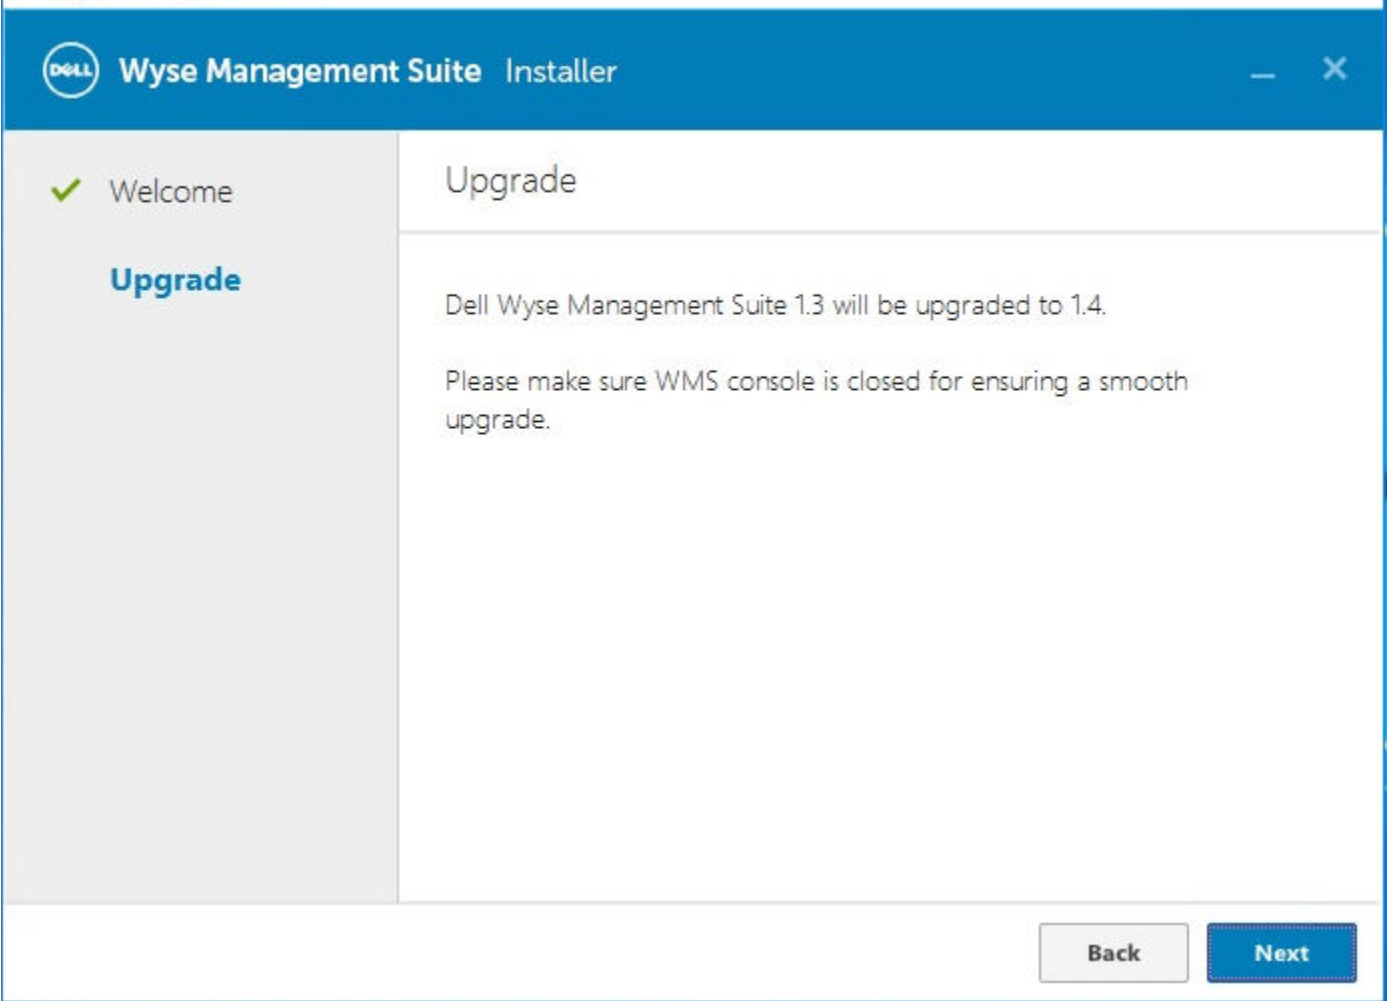 DELL Wyse Management Suite Installer
Welcome
Upgrade
Upgrade
Dell Wyse Management Suite 1.3 will be upgraded to 1.4.
Please make sure WMS console is closed for ensuring a smooth
upgrade.
Back Next